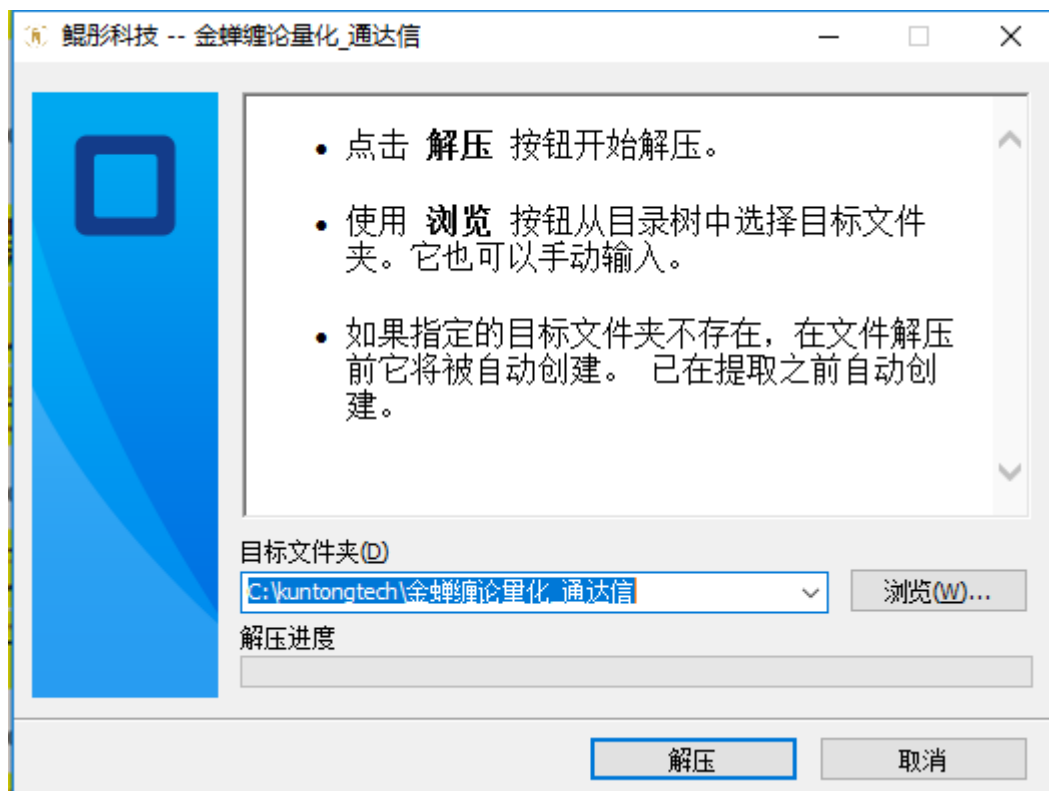 鲲彤科技 -- 金蝉缠论量化_通达信
点击 解压 按钮开始解压。
使用 浏览 按钮从目录树中选择目标文件
夹。它也可以手动输入。
如果指定的目标文件夹不存在，在文件解压
前它将被自动创建。 已在提取之前自动创
建。
目标文件夹(D)
C:\kuntongtech\金蝉缠论量化_通达信
浏览(W)...
解压进度
解压
取消